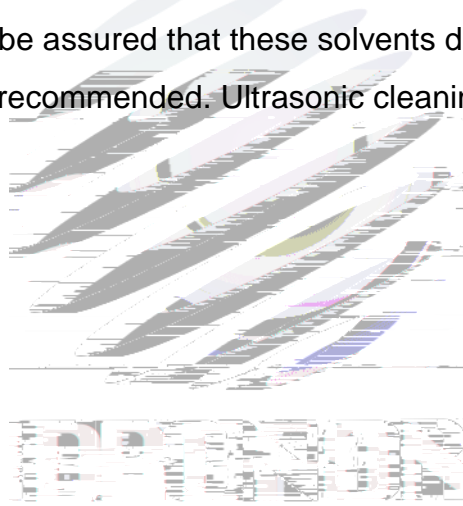 be assured that these solvents d
recommended. Ultrasonic cleanin